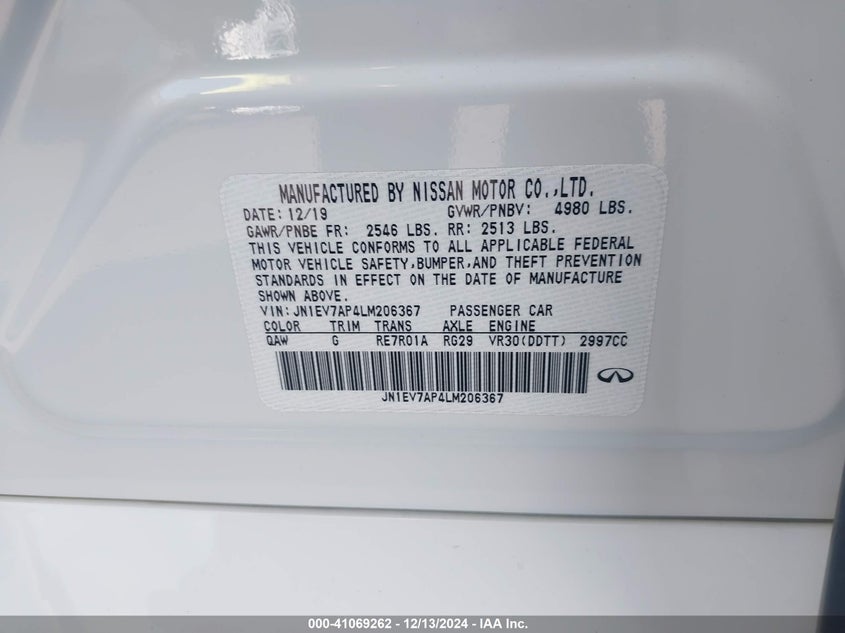 MANUFACTURED BY NISSAN MOTOR CO.,LTD.
DATE: 12/19 GVWR/PNBV: 4980 LBS.
GAWR/PNBE FR: 2546 LBS. RR: 2513 LBS.
THIS VEHICLE CONFORMS TO ALL APPLICABLE FEDERAL
MOTOR VEHICLE SAFETY,BUMPER,AND THEFT PREVENTION
STANDARDS IN EFFECT ON THE DATE OF MANUFACTURE
SHOWN ABOVE.
VIN:JN1EV7AP4LM206367 PASSENGER CAR
COLOR TRIM TRANS AXLE ENGINE
QAW G RE7R01A RG29 VR30(DDTT) 2997CC
JN1EV7AP4LM206367
000-41069262 - 12/13/2024 - IAA Inc.